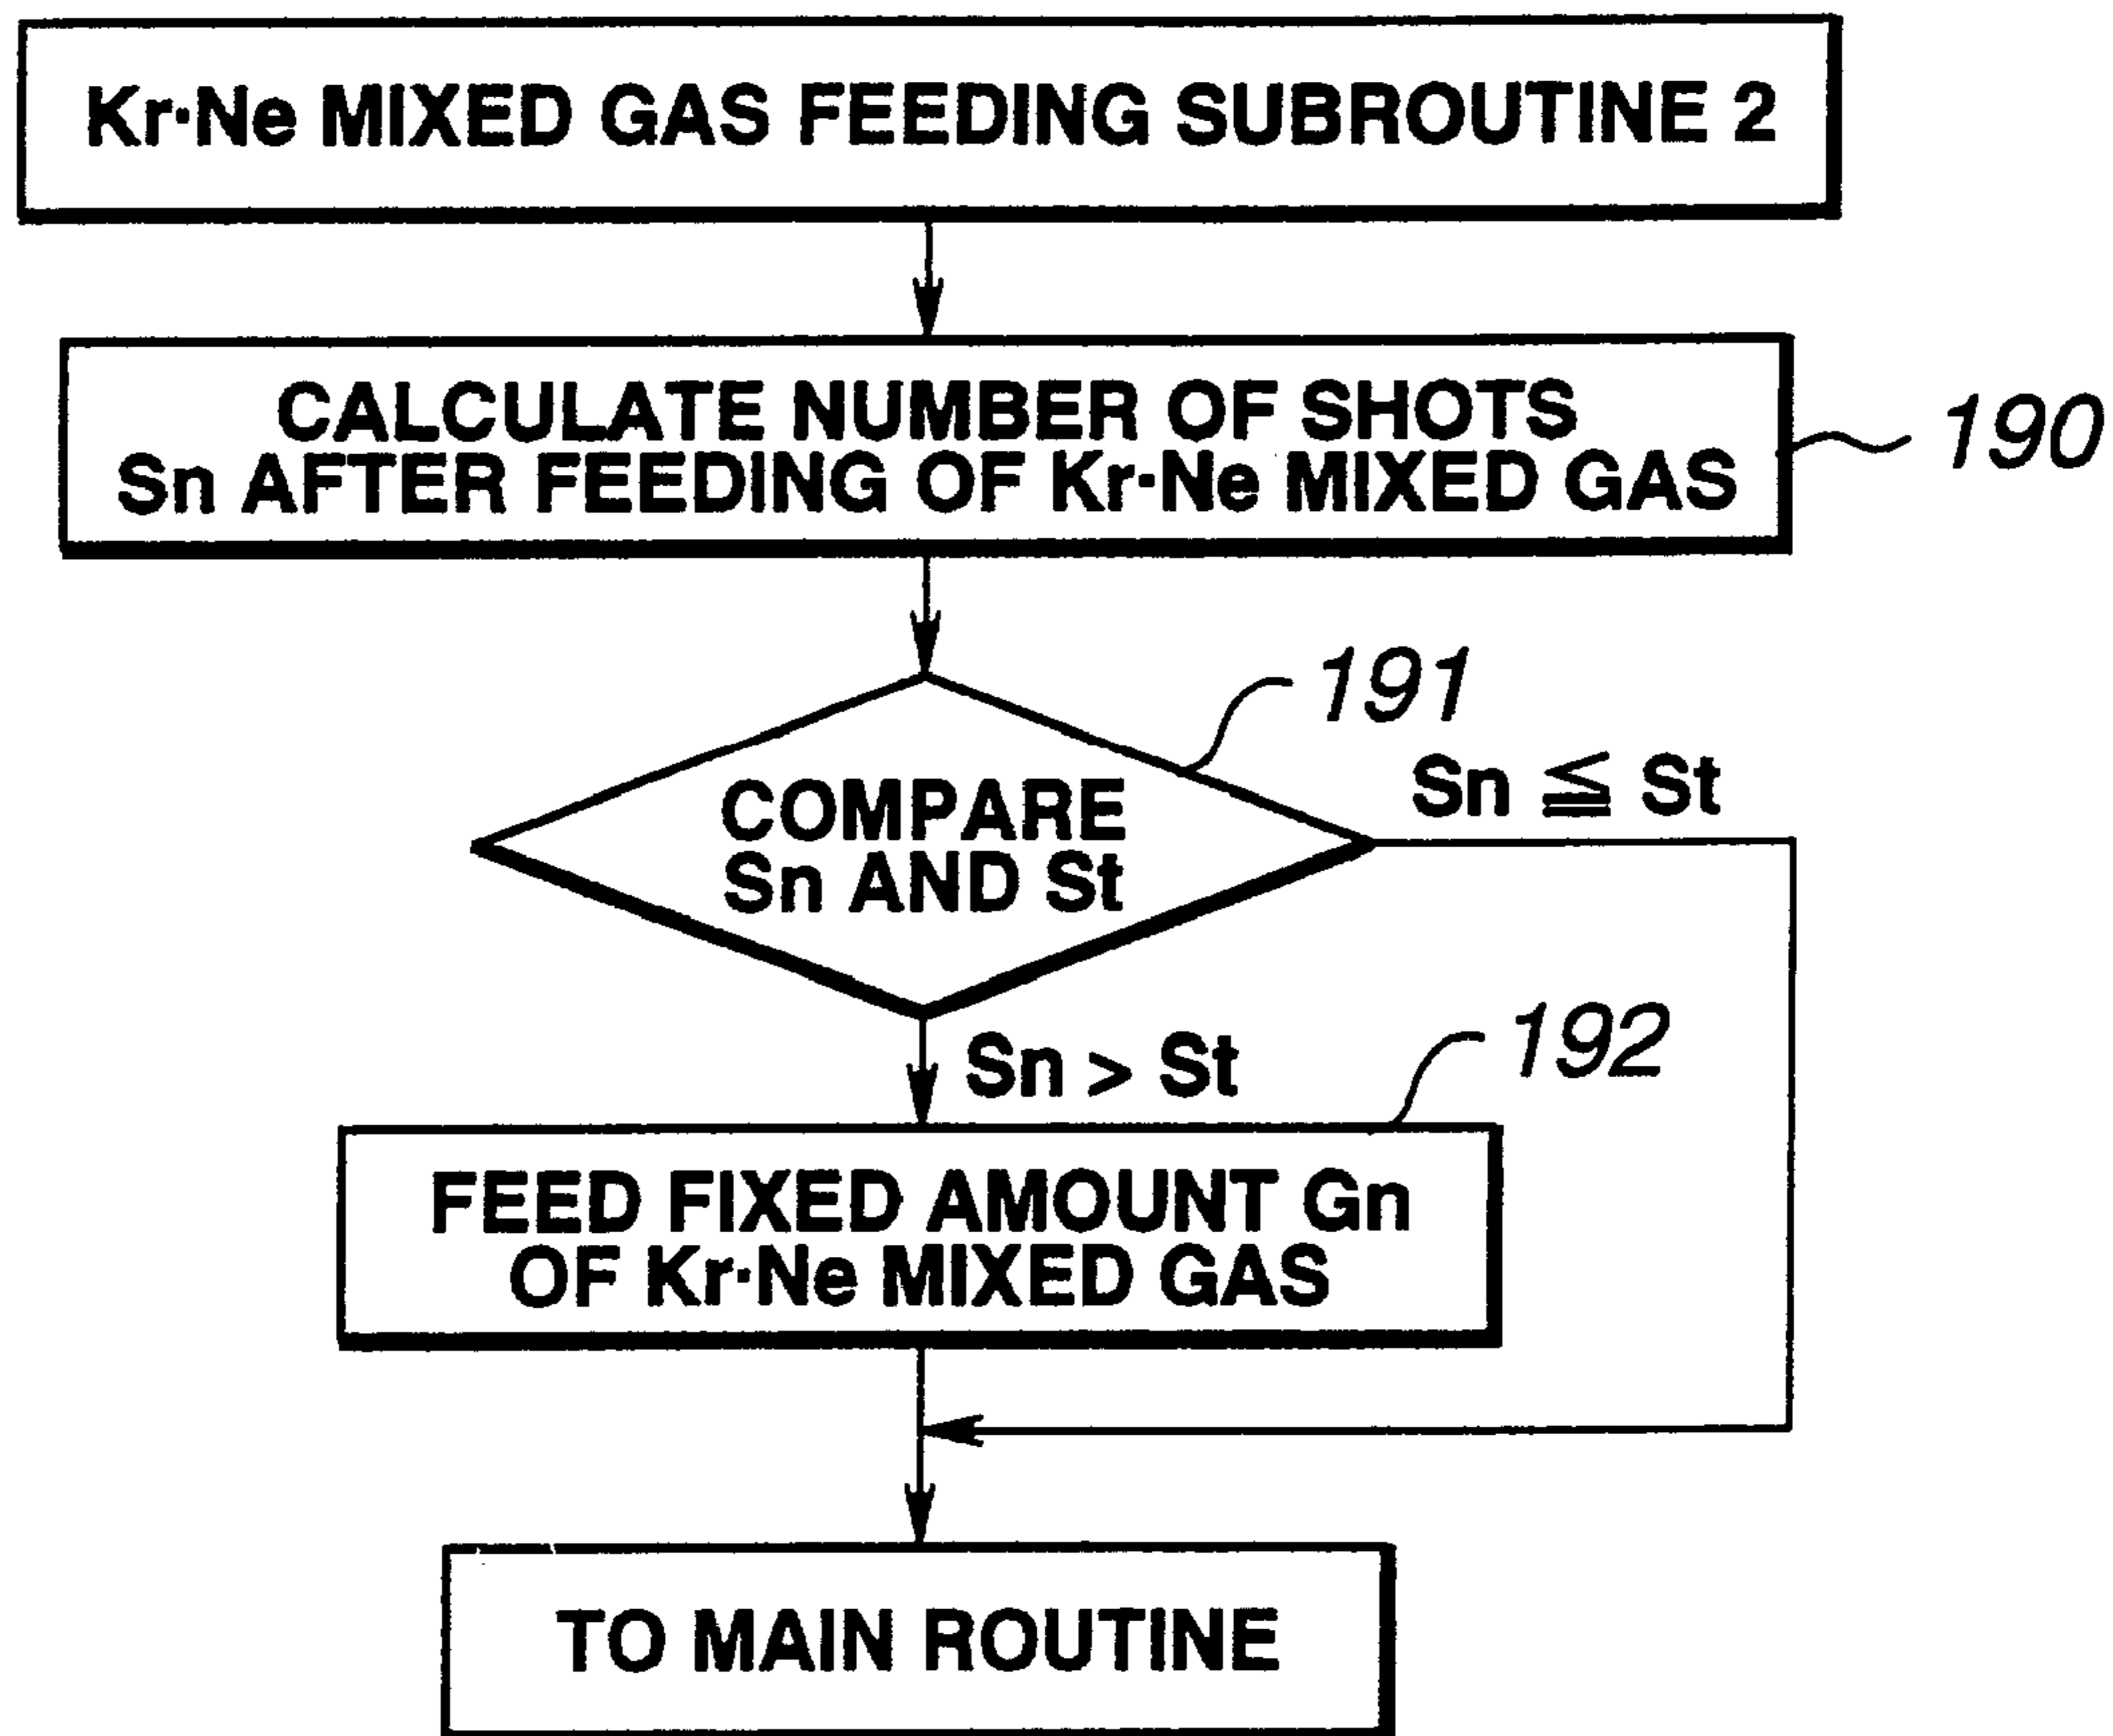 Kr·Ne MIXED GAS FEEDING SUBROUTINE 2
CALCULATE NUMBER OF SHOTS
Sn AFTER FEEDING OF Kr·Ne MIXED GAS
190
191
Sn ≦ St
COMPARE
Sn AND St
192
Sn > St
FEED FIXED AMOUNT Gn
OF Kr·Ne MIXED GAS
TO MAIN ROUTINE